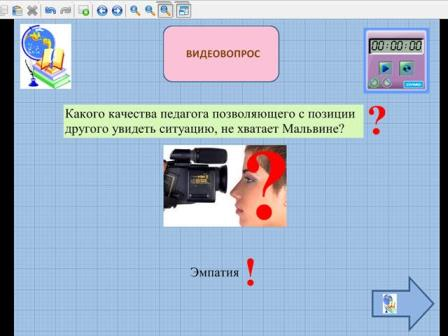 ВИДЕОВОПРОС
00:00:00
Какого качества педагога позволяющего с позиции
другого увидеть ситуацию, не хватает Мальвине?
?
?
Эмпатия !